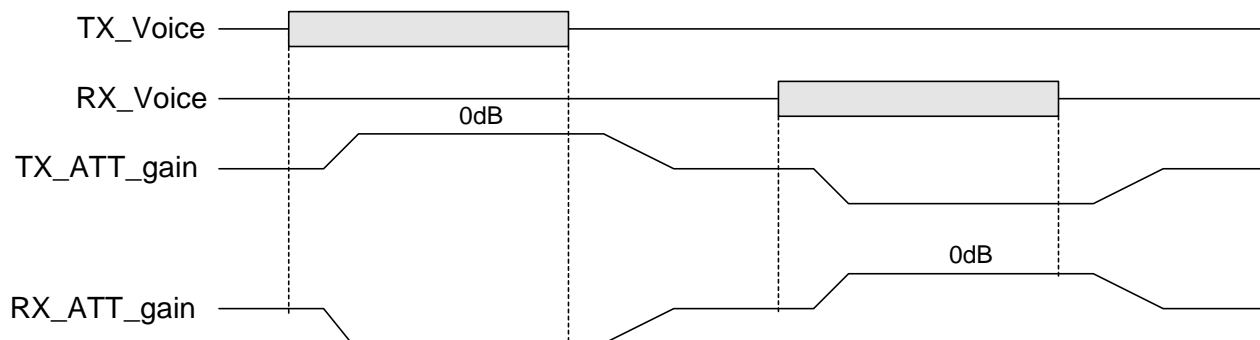 TX_Voice
RX_Voice
0dB
TX_ATT_gain
0dB
RX_ATT_gain